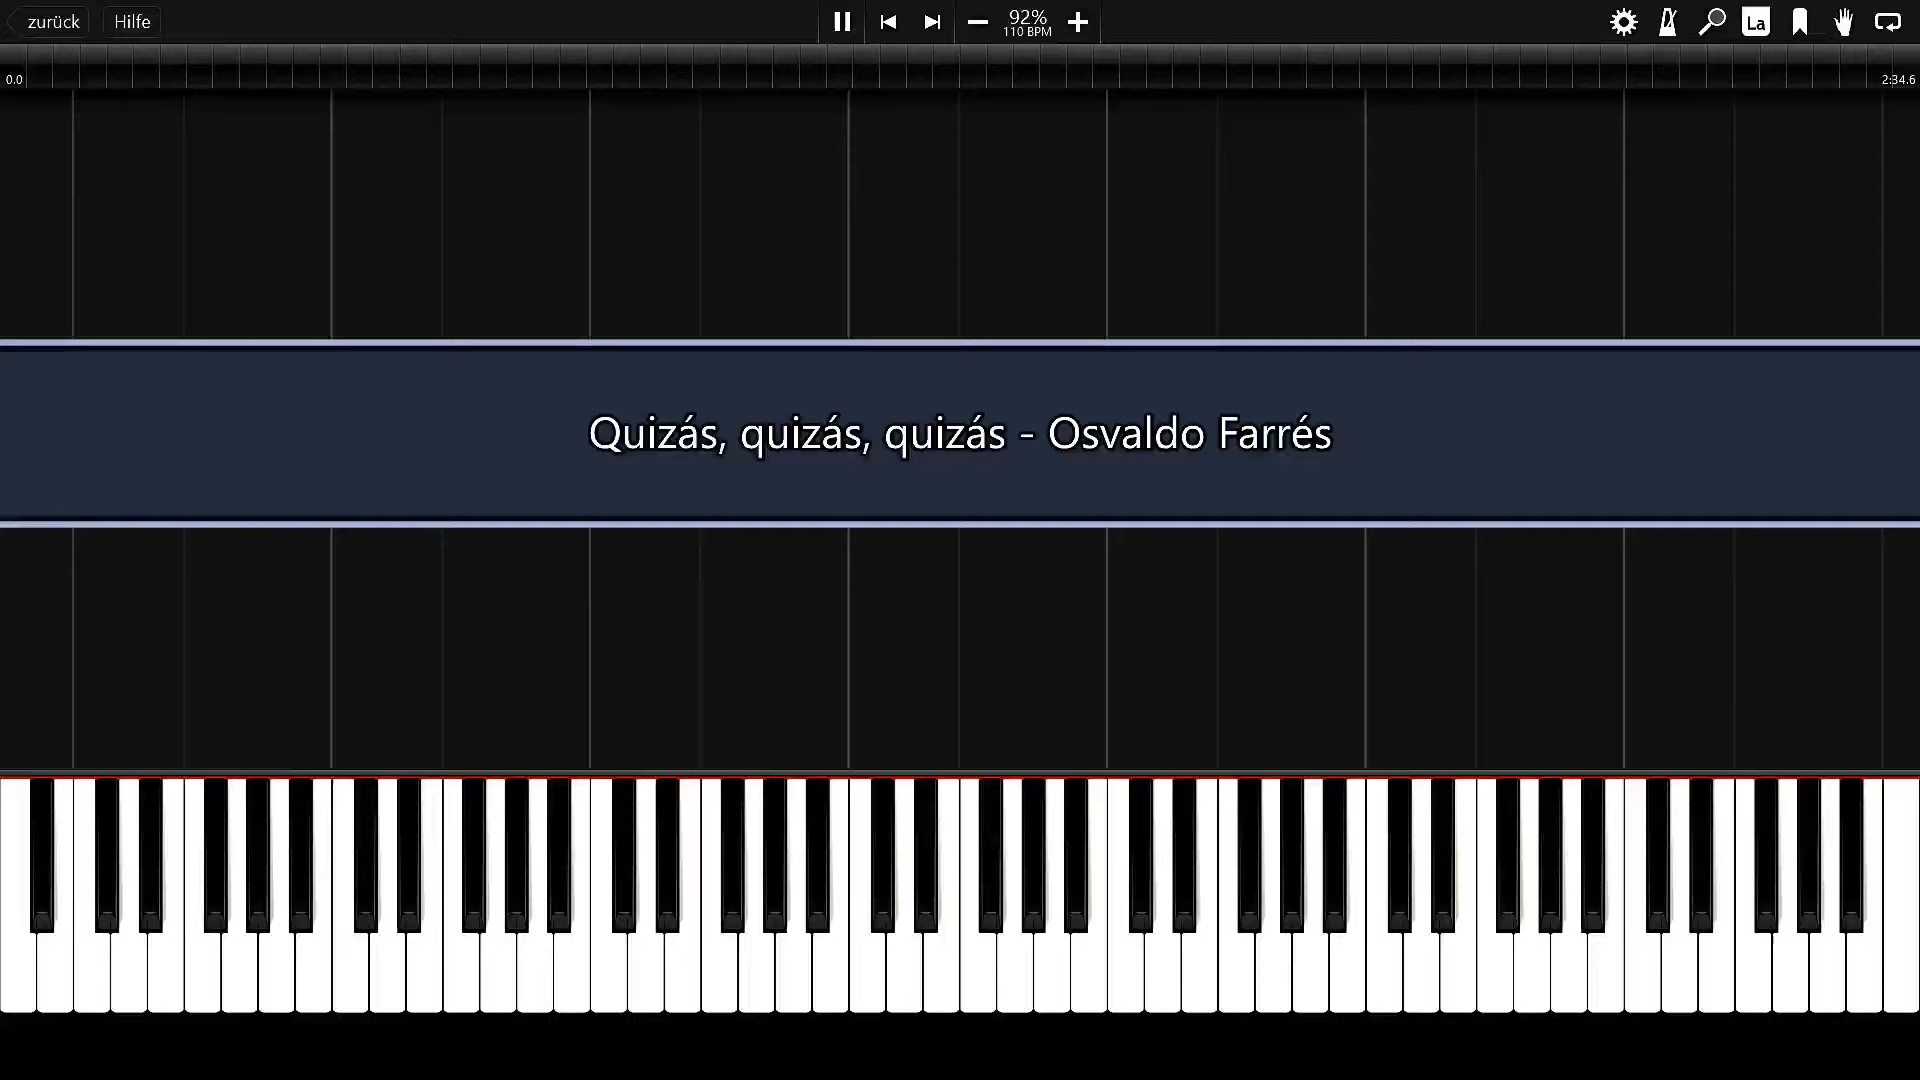 zurück Hilfe 92% La
110 BPM
0.0 2:34.6
Quizás, quizás, quizás - Osvaldo Farrés